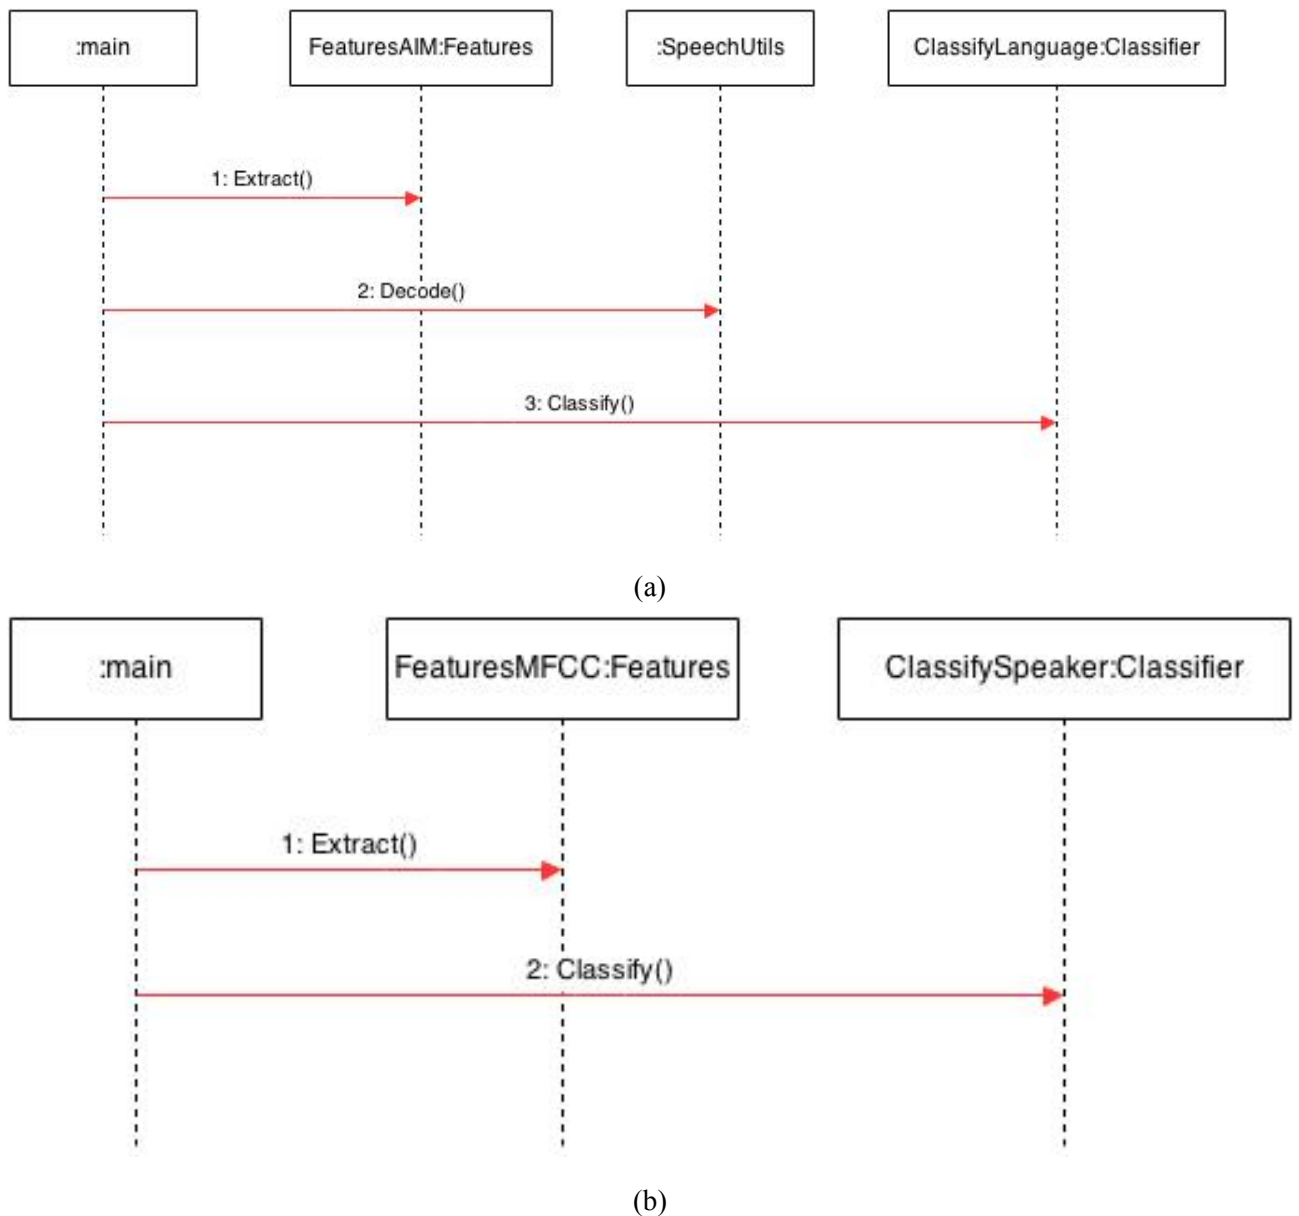 :main
FeaturesAIM:Features
:SpeechUtils
ClassifyLanguage:Classifier
1: Extract()
2: Decode()
3: Classify()
(a)
:main
FeaturesMFCC:Features
ClassifySpeaker:Classifier
1: Extract()
2: Classify()
(b)